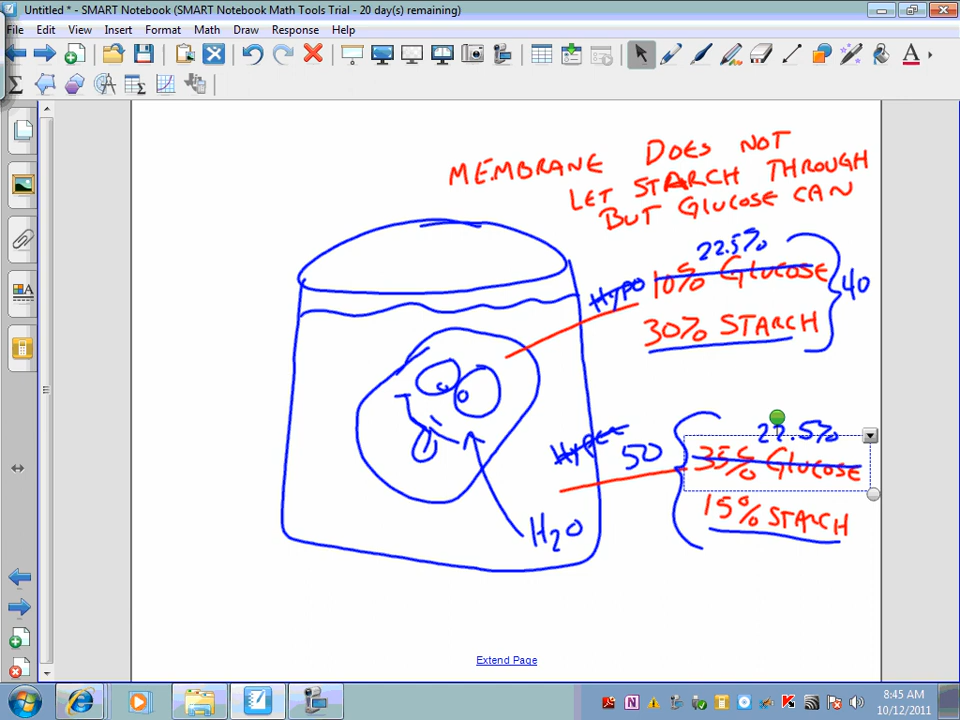 Untitled * - SMART Notebook (SMART Notebook Math Tools Trial - 20 day(s) remaining)
File Edit View Insert Format Math Draw Response Help
MEMBRANE DOES NOT
LET STARCH THROUGH
BUT GLUCOSE CAN
22.5%
HYPO 10% GLUCOSE
40
30% STARCH
22.5%
HYPER 50 35% GLUCOSE
15% STARCH
H2O
Extend Page
8:45 AM
10/12/2011